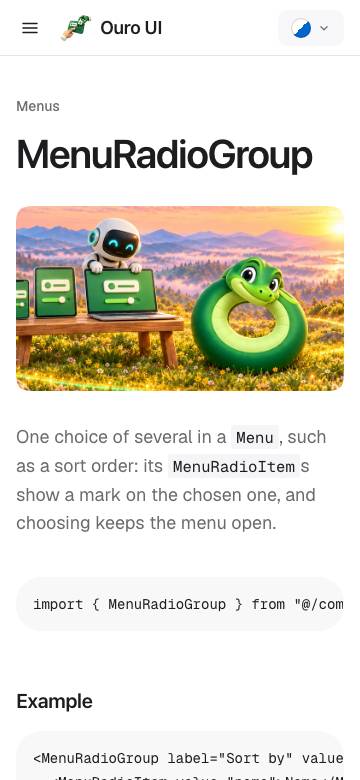 Ouro UI
Menus
MenuRadioGroup
One choice of several in a Menu, such
as a sort order: its MenuRadioItems
show a mark on the chosen one, and
choosing keeps the menu open.
import { MenuRadioGroup } from "@/com
Example
<MenuRadioGroup label="Sort by" value